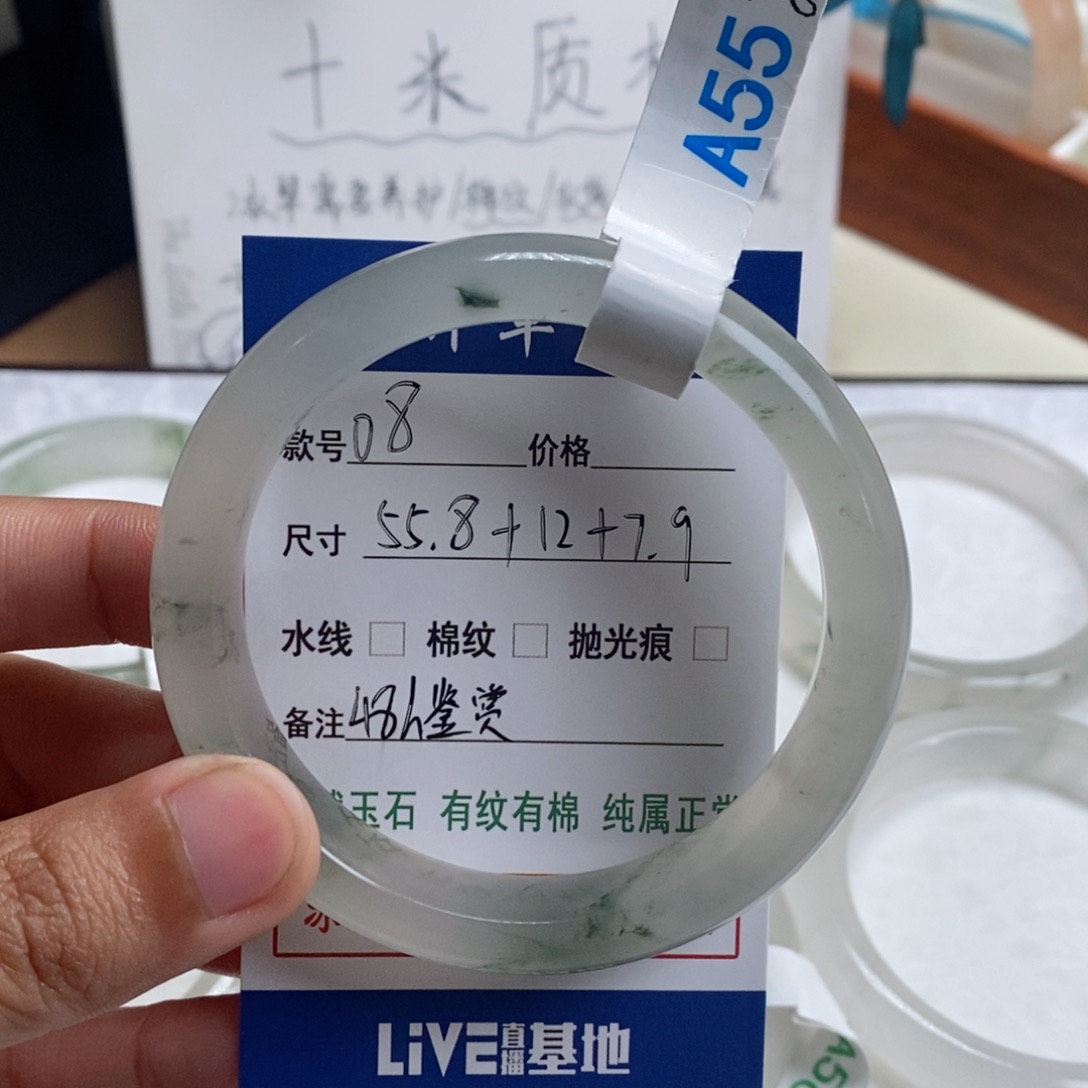 十米质
A55
款号 08 价格
尺寸 55.8+12+7.9
水线 □ 棉纹 □ 抛光痕 □
备注 48h鉴赏
玉石 有纹有棉 纯属正常
LiVE直播基地
A56